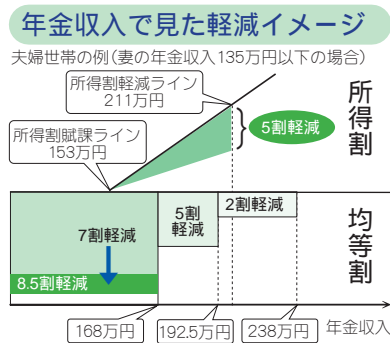 年金収入で見た軽減イメージ
夫婦世帯の例(妻の年金収入135万円以下の場合)
所得割軽減ライン
211万円
所得割
5割軽減
所得割賦課ライン
153万円
5割
軽減
2割軽減
均等割
7割軽減
8.5割軽減
168万円
192.5万円
238万円
年金収入